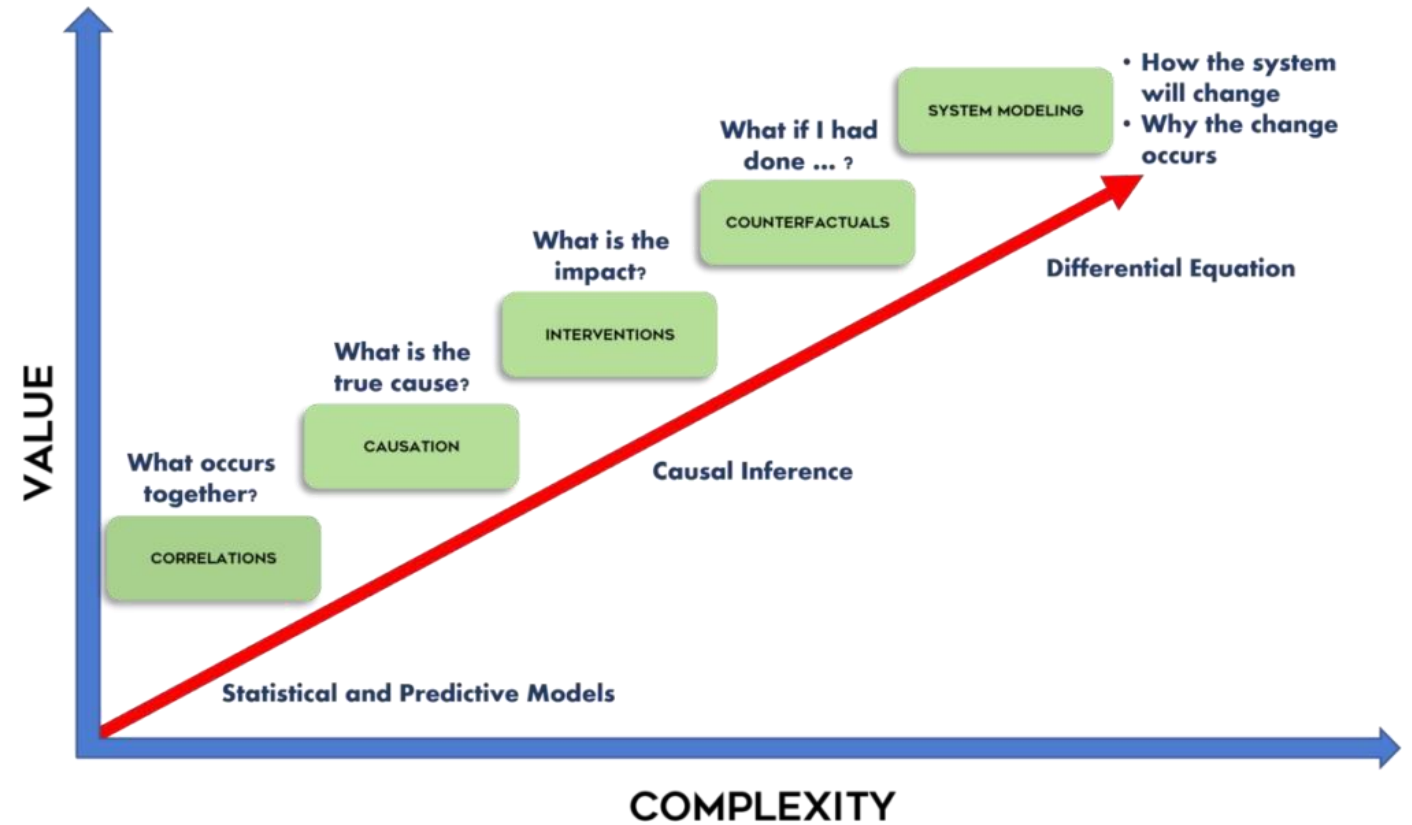 • How the system
will change
• Why the change
occurs
SYSTEM MODELING
What if I had
done ... ?
COUNTERFACTUALS
What is the
impact?
INTERVENTIONS
Differential Equation
What is the
true cause?
CAUSATION
Causal Inference
What occurs
together?
CORRELATIONS
Statistical and Predictive Models
VALUE
COMPLEXITY